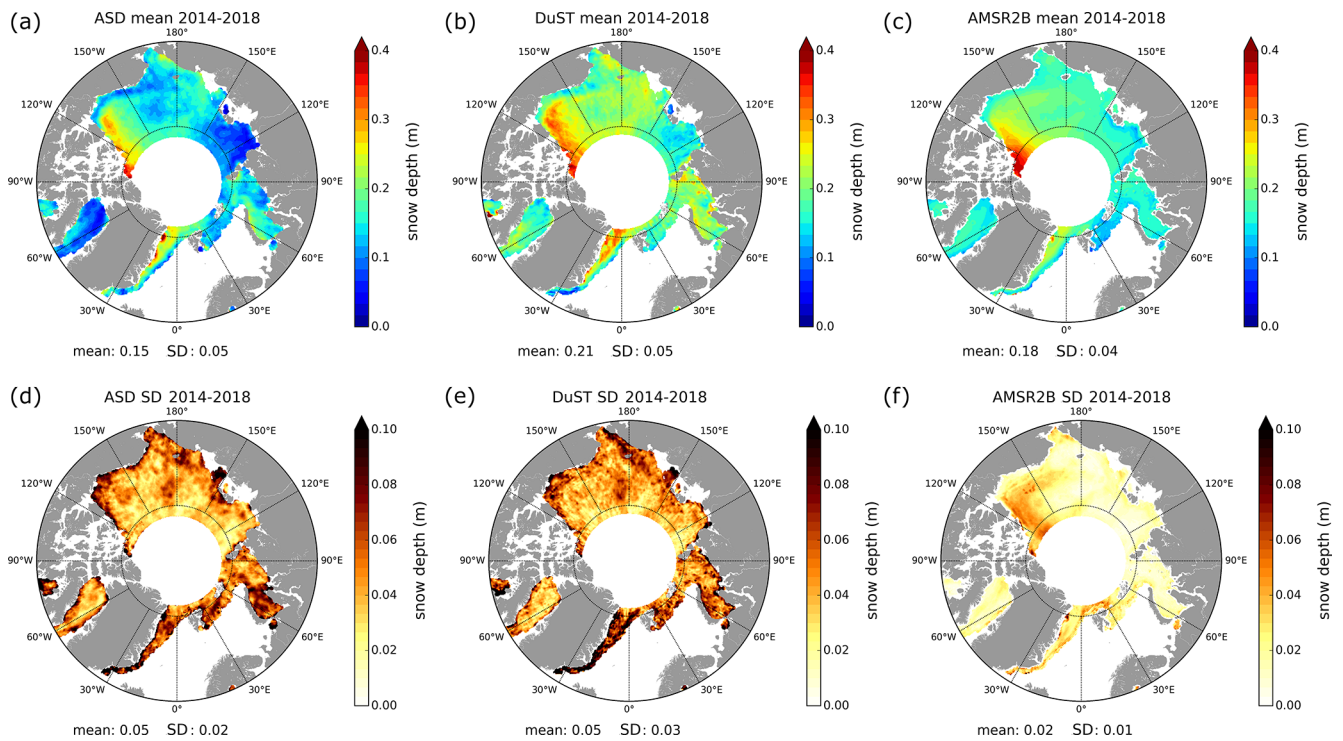 (a)
ASD mean 2014-2018
180°
150°W
150°E
120°W
120°E
90°W
90°E
60°W
60°E
30°W
30°E
0°
0.4
0.3
0.2
0.1
0.0
snow depth (m)
mean: 0.15 SD: 0.05
(b)
DuST mean 2014-2018
180°
150°W
150°E
120°W
120°E
90°W
90°E
60°W
60°E
30°W
30°E
0°
0.4
0.3
0.2
0.1
0.0
snow depth (m)
mean: 0.21 SD: 0.05
(c)
AMSR2B mean 2014-2018
180°
150°W
150°E
120°W
120°E
90°W
90°E
60°W
60°E
30°W
30°E
0°
0.4
0.3
0.2
0.1
0.0
snow depth (m)
mean: 0.18 SD: 0.04
(d)
ASD SD 2014-2018
180°
150°W
150°E
120°W
120°E
90°W
90°E
60°W
60°E
30°W
30°E
0°
0.10
0.08
0.06
0.04
0.02
0.00
snow depth (m)
mean: 0.05 SD: 0.02
(e)
DuST SD 2014-2018
180°
150°W
150°E
120°W
120°E
90°W
90°E
60°W
60°E
30°W
30°E
0°
0.10
0.08
0.06
0.04
0.02
0.00
snow depth (m)
mean: 0.05 SD: 0.03
(f)
AMSR2B SD 2014-2018
180°
150°W
150°E
120°W
120°E
90°W
90°E
60°W
60°E
30°W
30°E
0°
0.10
0.08
0.06
0.04
0.02
0.00
snow depth (m)
mean: 0.02 SD: 0.01